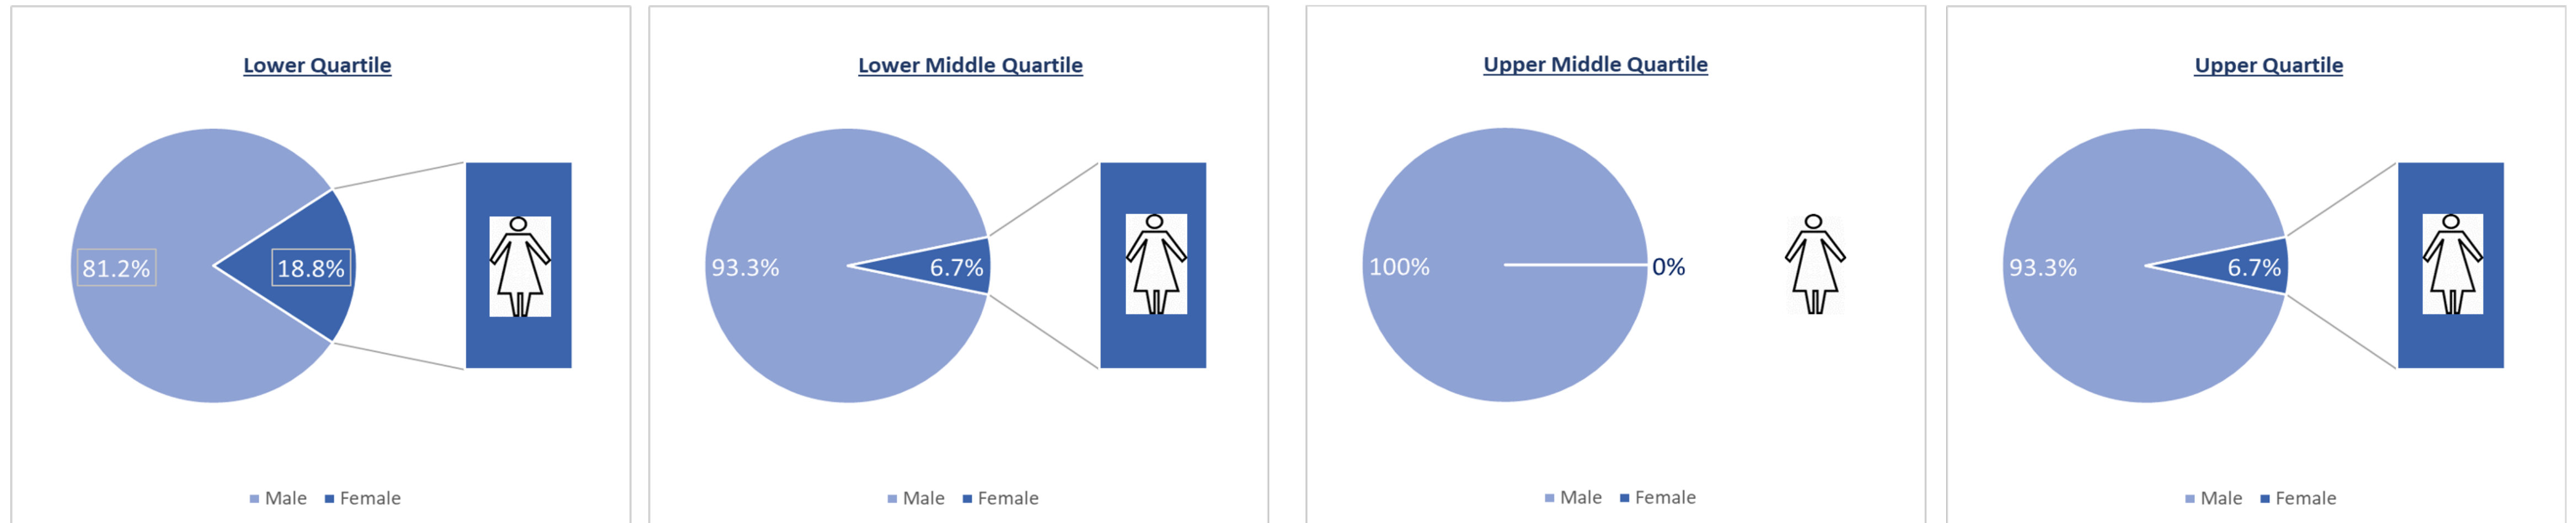 Lower Quartile
81.2%
18.8%
Male Female
Lower Middle Quartile
93.3%
6.7%
Male Female
Upper Middle Quartile
100%
0%
Male Female
Upper Quartile
93.3%
6.7%
Male Female